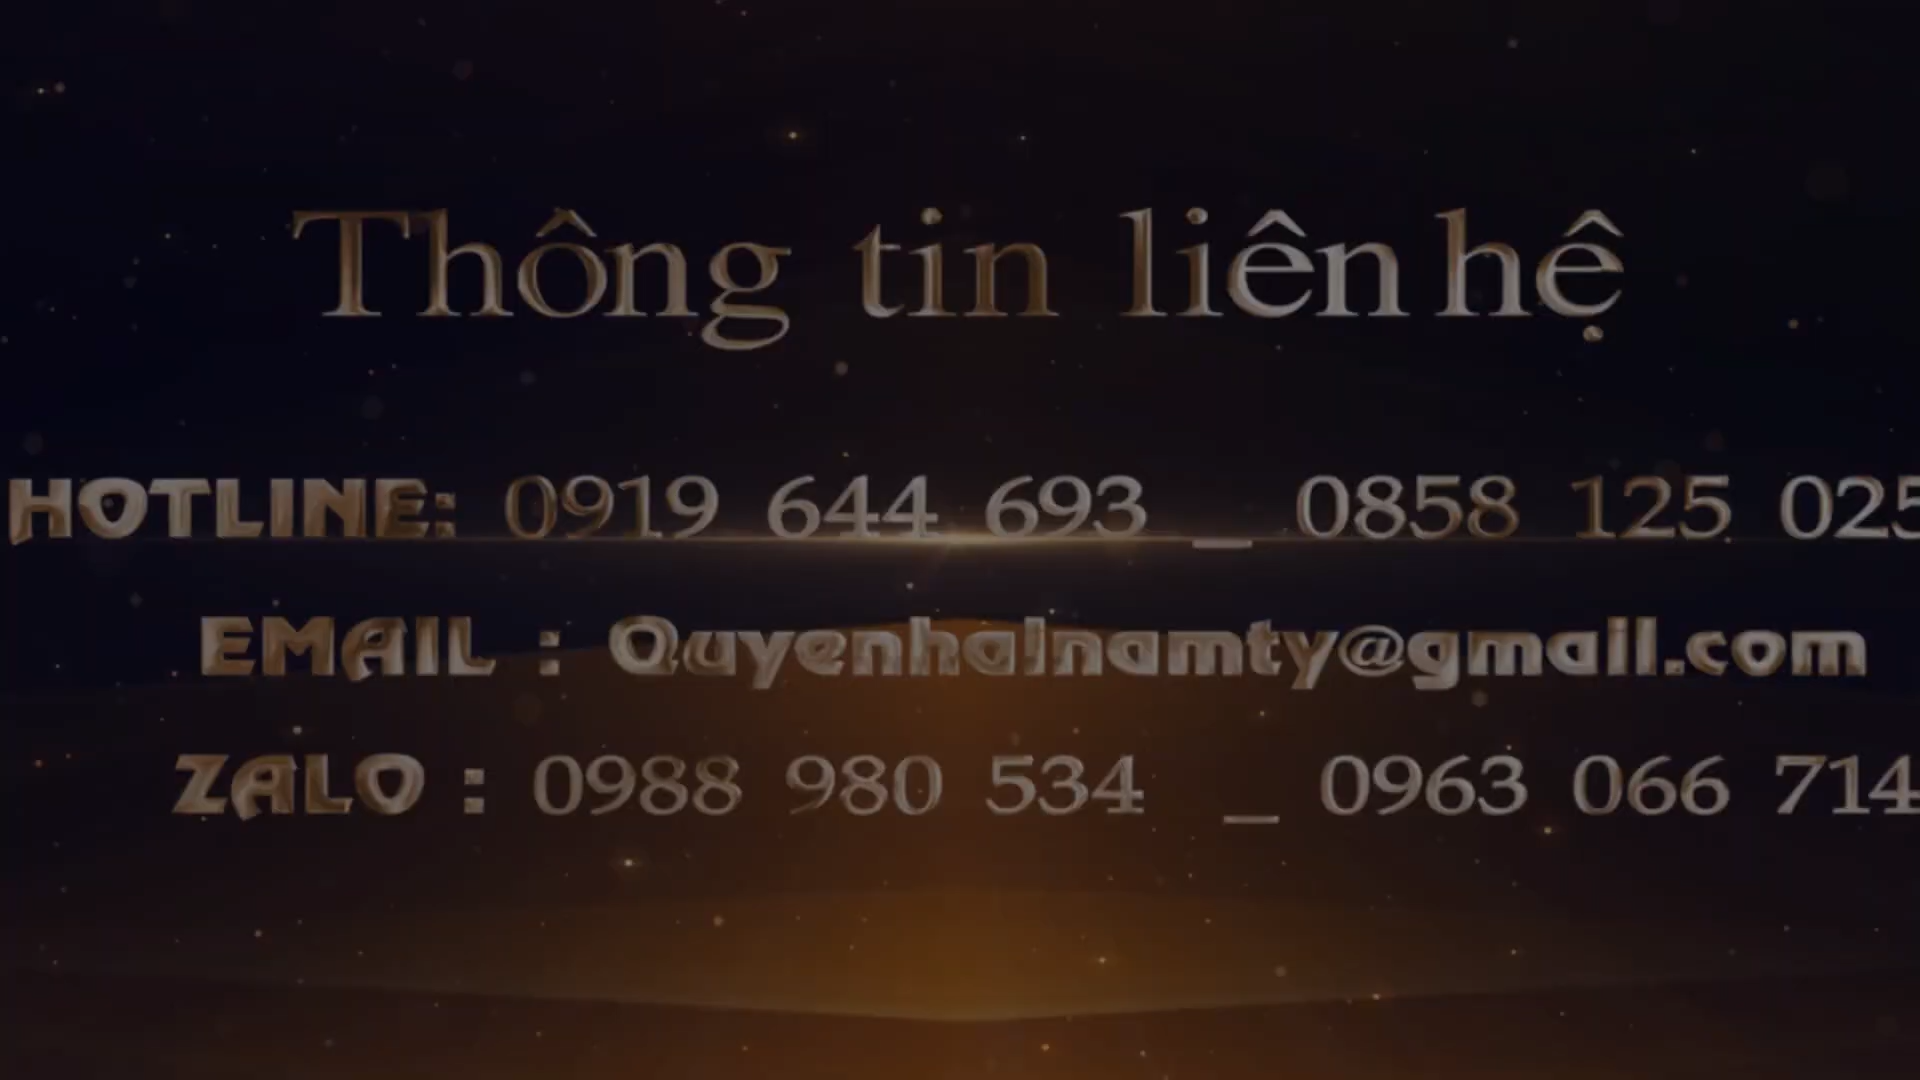 Thông tin liên hệ
HOTLINE: 0919 644 693 _ 0858 125 025
EMAIL : Quyenhainamty@gmail.com
ZALO : 0988 980 534 _ 0963 066 714